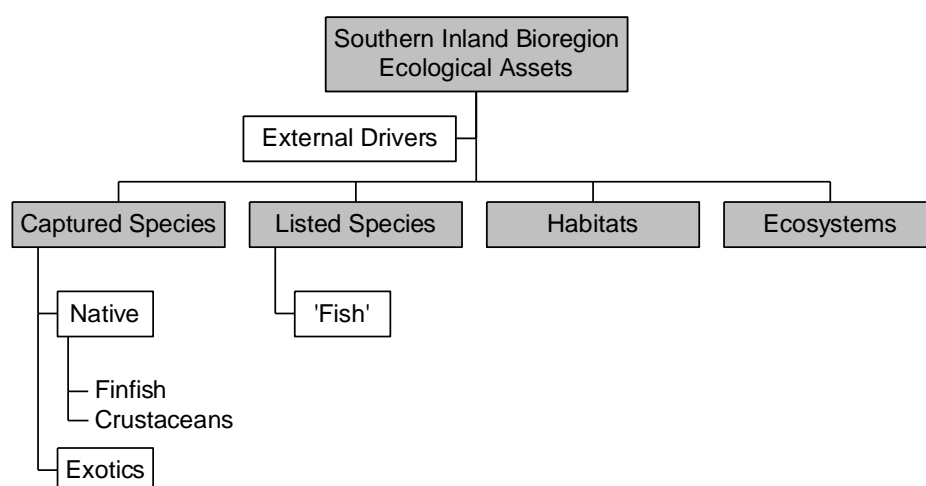 Southern Inland Bioregion
Ecological Assets
External Drivers
Captured Species
Listed Species
Habitats
Ecosystems
Native
'Fish'
Finfish
Crustaceans
Exotics